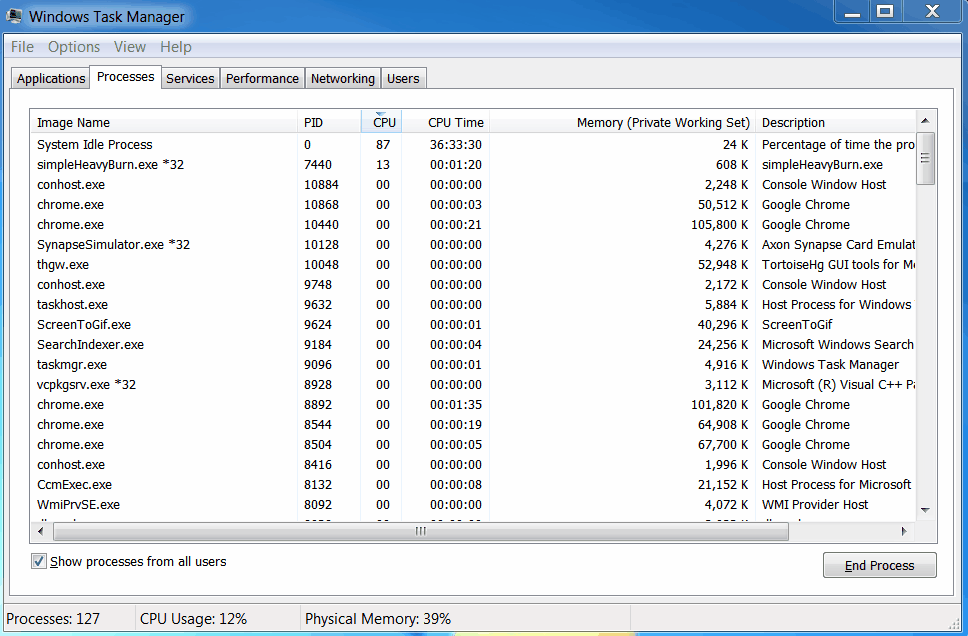 Windows Task Manager
File Options View Help
Applications Processes Services Performance Networking Users
Image Name PID CPU CPU Time Memory (Private Working Set) Description
System Idle Process 0 87 36:33:30 24 K Percentage of time the pro
simpleHeavyBurn.exe *32 7440 13 00:01:20 608 K simpleHeavyBurn.exe
conhost.exe 10884 00 00:00:00 2,248 K Console Window Host
chrome.exe 10868 00 00:00:03 50,512 K Google Chrome
chrome.exe 10440 00 00:00:21 105,800 K Google Chrome
SynapseSimulator.exe *32 10128 00 00:00:00 4,276 K Axon Synapse Card Emulat
thgw.exe 10048 00 00:00:00 52,948 K TortoiseHg GUI tools for Me
conhost.exe 9748 00 00:00:00 2,172 K Console Window Host
taskhost.exe 9632 00 00:00:00 5,884 K Host Process for Windows
ScreenToGif.exe 9624 00 00:00:01 40,296 K ScreenToGif
SearchIndexer.exe 9184 00 00:00:04 24,256 K Microsoft Windows Search
taskmgr.exe 9096 00 00:00:01 4,916 K Windows Task Manager
vcpkgsrv.exe *32 8928 00 00:00:00 3,112 K Microsoft (R) Visual C++ Pa
chrome.exe 8892 00 00:01:35 101,820 K Google Chrome
chrome.exe 8544 00 00:00:19 64,908 K Google Chrome
chrome.exe 8504 00 00:00:05 67,700 K Google Chrome
conhost.exe 8416 00 00:00:00 1,996 K Console Window Host
CcmExec.exe 8132 00 00:00:08 21,152 K Host Process for Microsoft
WmiPrvSE.exe 8092 00 00:00:00 4,072 K WMI Provider Host
Show processes from all users
End Process
Processes: 127 CPU Usage: 12% Physical Memory: 39%